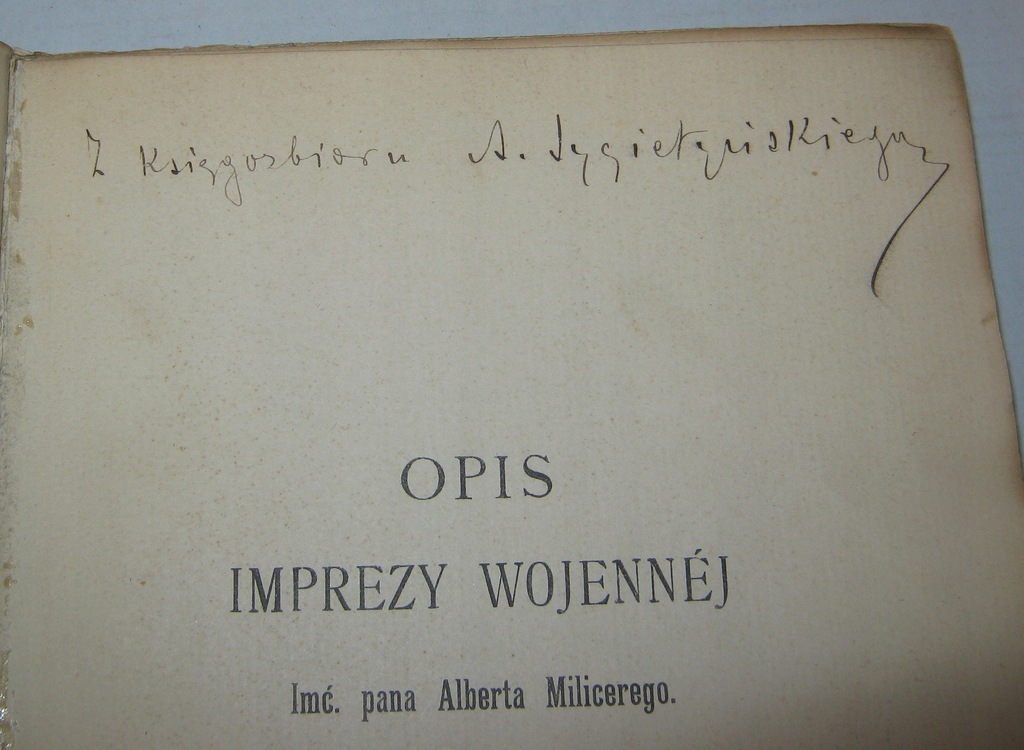 Z księgozbioru A. Sygietyńskiego
OPIS
IMPREZY WOJENNÉJ
Imć. pana Alberta Milicerego.